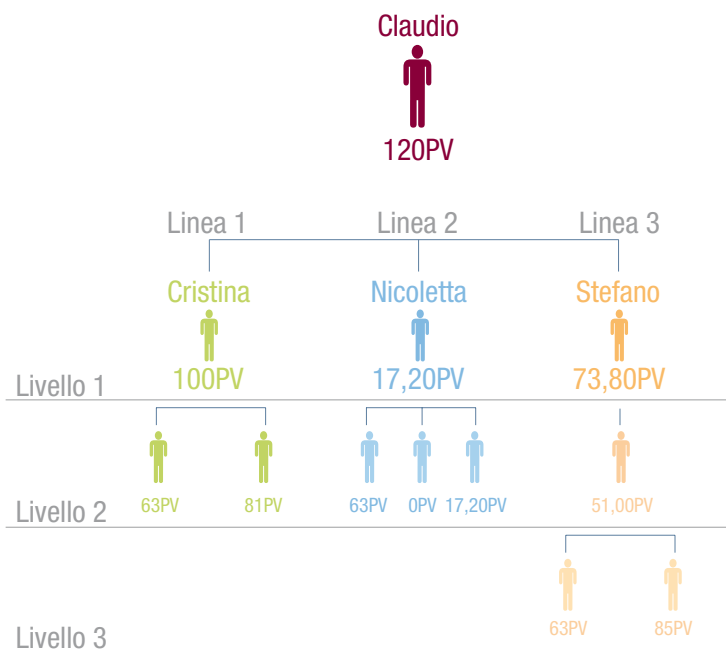 Claudio
120PV
Linea 1 Linea 2 Linea 3
Cristina Nicoletta Stefano
100PV 17,20PV 73,80PV
Livello 1
63PV 81PV 63PV 0PV 17,20PV 51,00PV
Livello 2
63PV 85PV
Livello 3